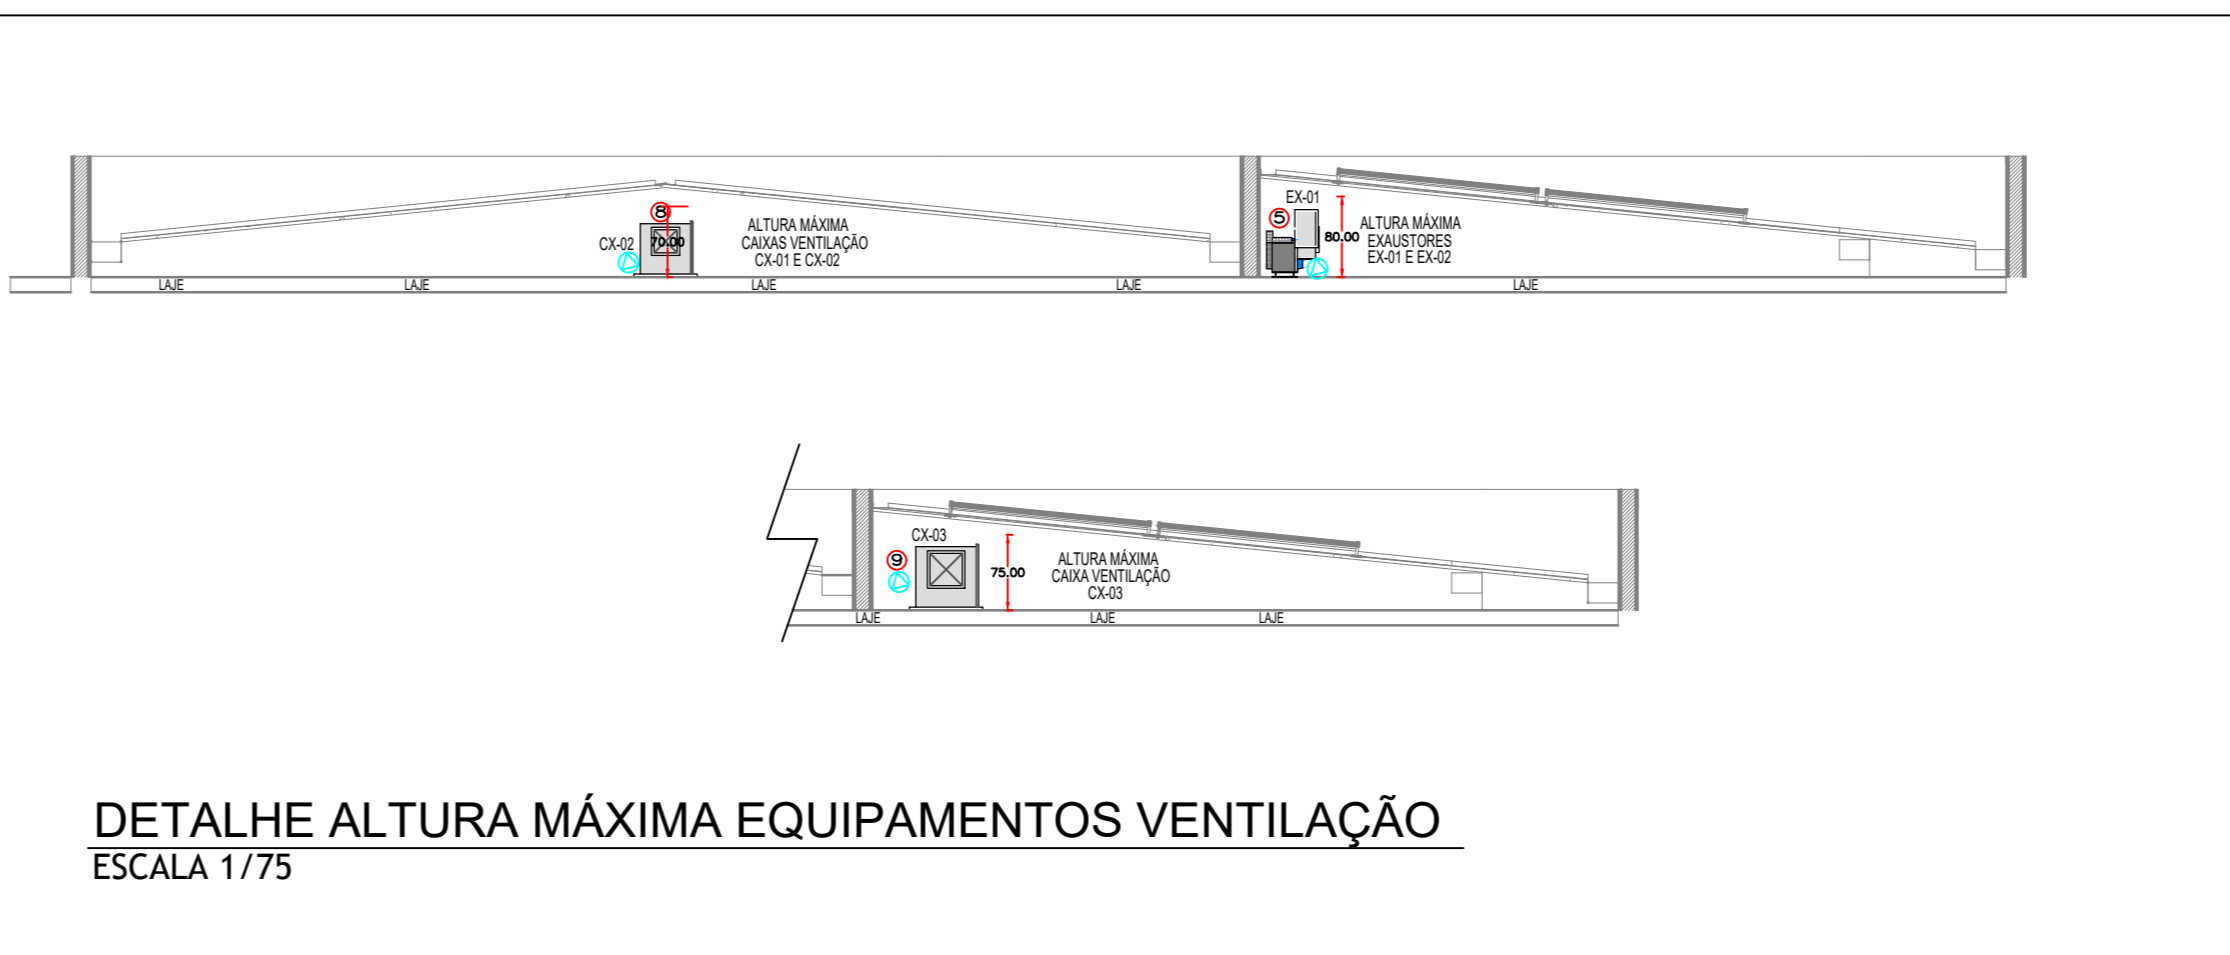 8
CX-02
70.00
ALTURA MÁXIMA
CAIXAS VENTILAÇÃO
CX-01 E CX-02
EX-01
5
80.00
ALTURA MÁXIMA
EXAUSTORES
EX-01 E EX-02
LAJE
LAJE
LAJE
LAJE
LAJE
CX-03
9
75.00
ALTURA MÁXIMA
CAIXA VENTILAÇÃO
CX-03
LAJE
LAJE
LAJE
DETALHE ALTURA MÁXIMA EQUIPAMENTOS VENTILAÇÃO
ESCALA 1/75